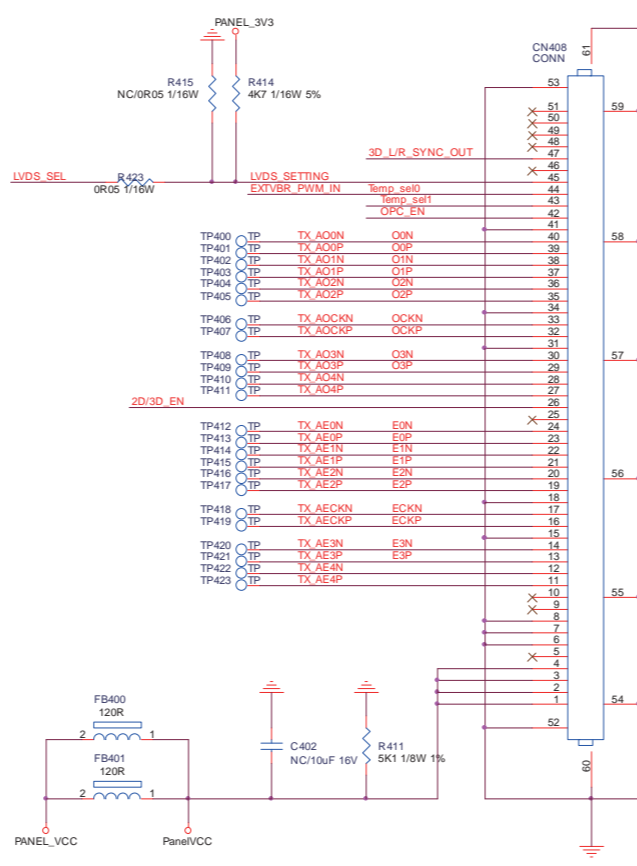 PANEL_3V3
CN408
CONN
61
53
R415
NC/0R05 1/16W
R414
4K7 1/16W 5%
51
59
50
49
48
3D_L/R_SYNC_OUT
47
46
LVDS_SEL
R423
0R05 1/16W
LVDS_SETTING
45
EXTVBR_PWM_IN
Temp_sel0
44
Temp_sel1
43
OPC_EN
42
41
TP400 TP TX_AO0N O0N 40 58
TP401 TP TX_AO0P O0P 39
TP402 TP TX_AO1N O1N 38
TP403 TP TX_AO1P O1P 37
TP404 TP TX_AO2N O2N 36
TP405 TP TX_AO2P O2P 35
34
TP406 TP TX_AOCKN OCKN 33
TP407 TP TX_AOCKP OCKP 32
31
TP408 TP TX_AO3N O3N 30 57
TP409 TP TX_AO3P O3P 29
TP410 TP TX_AO4N 28
TP411 TP TX_AO4P 27
2D/3D_EN 26
25
TP412 TP TX_AE0N E0N 24
TP413 TP TX_AE0P E0P 23
TP414 TP TX_AE1N E1N 22
TP415 TP TX_AE1P E1P 21
TP416 TP TX_AE2N E2N 20 56
TP417 TP TX_AE2P E2P 19
18
TP418 TP TX_AECKN ECKN 17
TP419 TP TX_AECKP ECKP 16
15
TP420 TP TX_AE3N E3N 14
TP421 TP TX_AE3P E3P 13
TP422 TP TX_AE4N 12
TP423 TP TX_AE4P 11
10 55
9
8
7
6
5
4
3
2
1 54
52
FB400
120R
2 1
C402
NC/10uF 16V
R411
5K1 1/8W 1%
FB401
120R
2 1
60
PANEL_VCC
PanelVCC